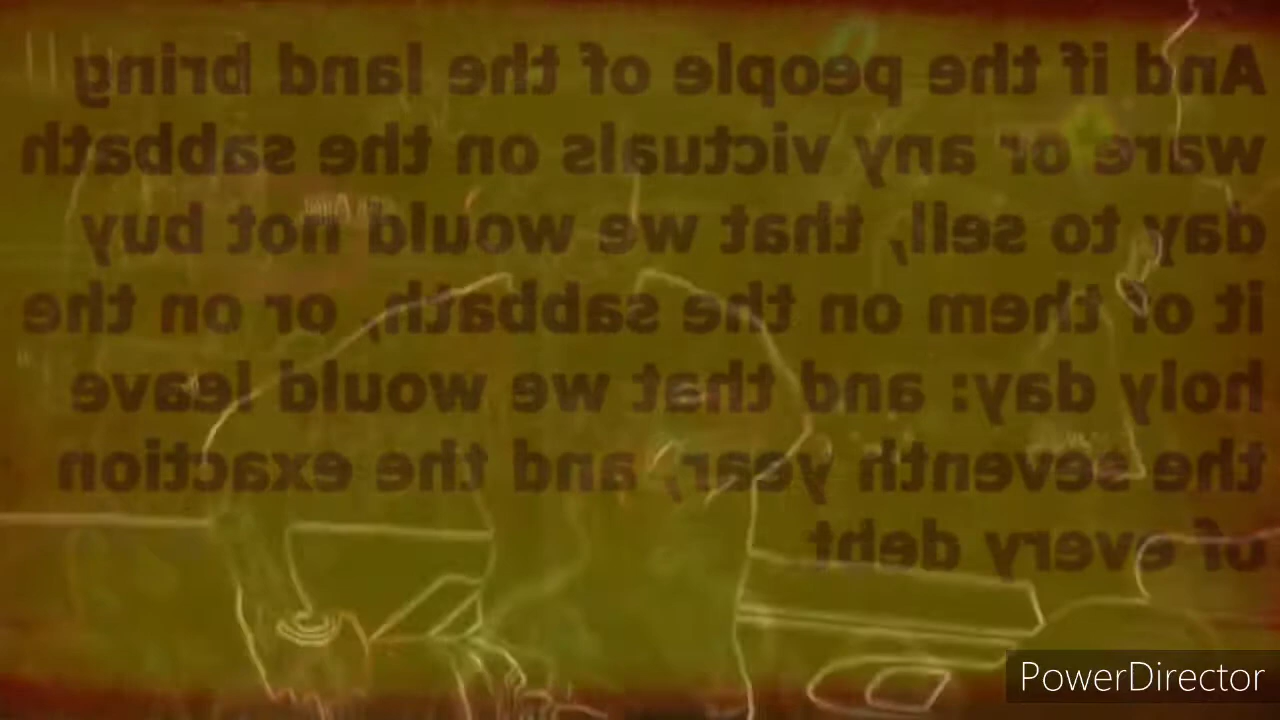 And if the people of the land bring
ware or any victuals on the sabbath
day to sell, that we would not buy
it of them on the sabbath, or on the
holy day: and that we would leave
the seventh year, and the exaction
of every debt
PowerDirector